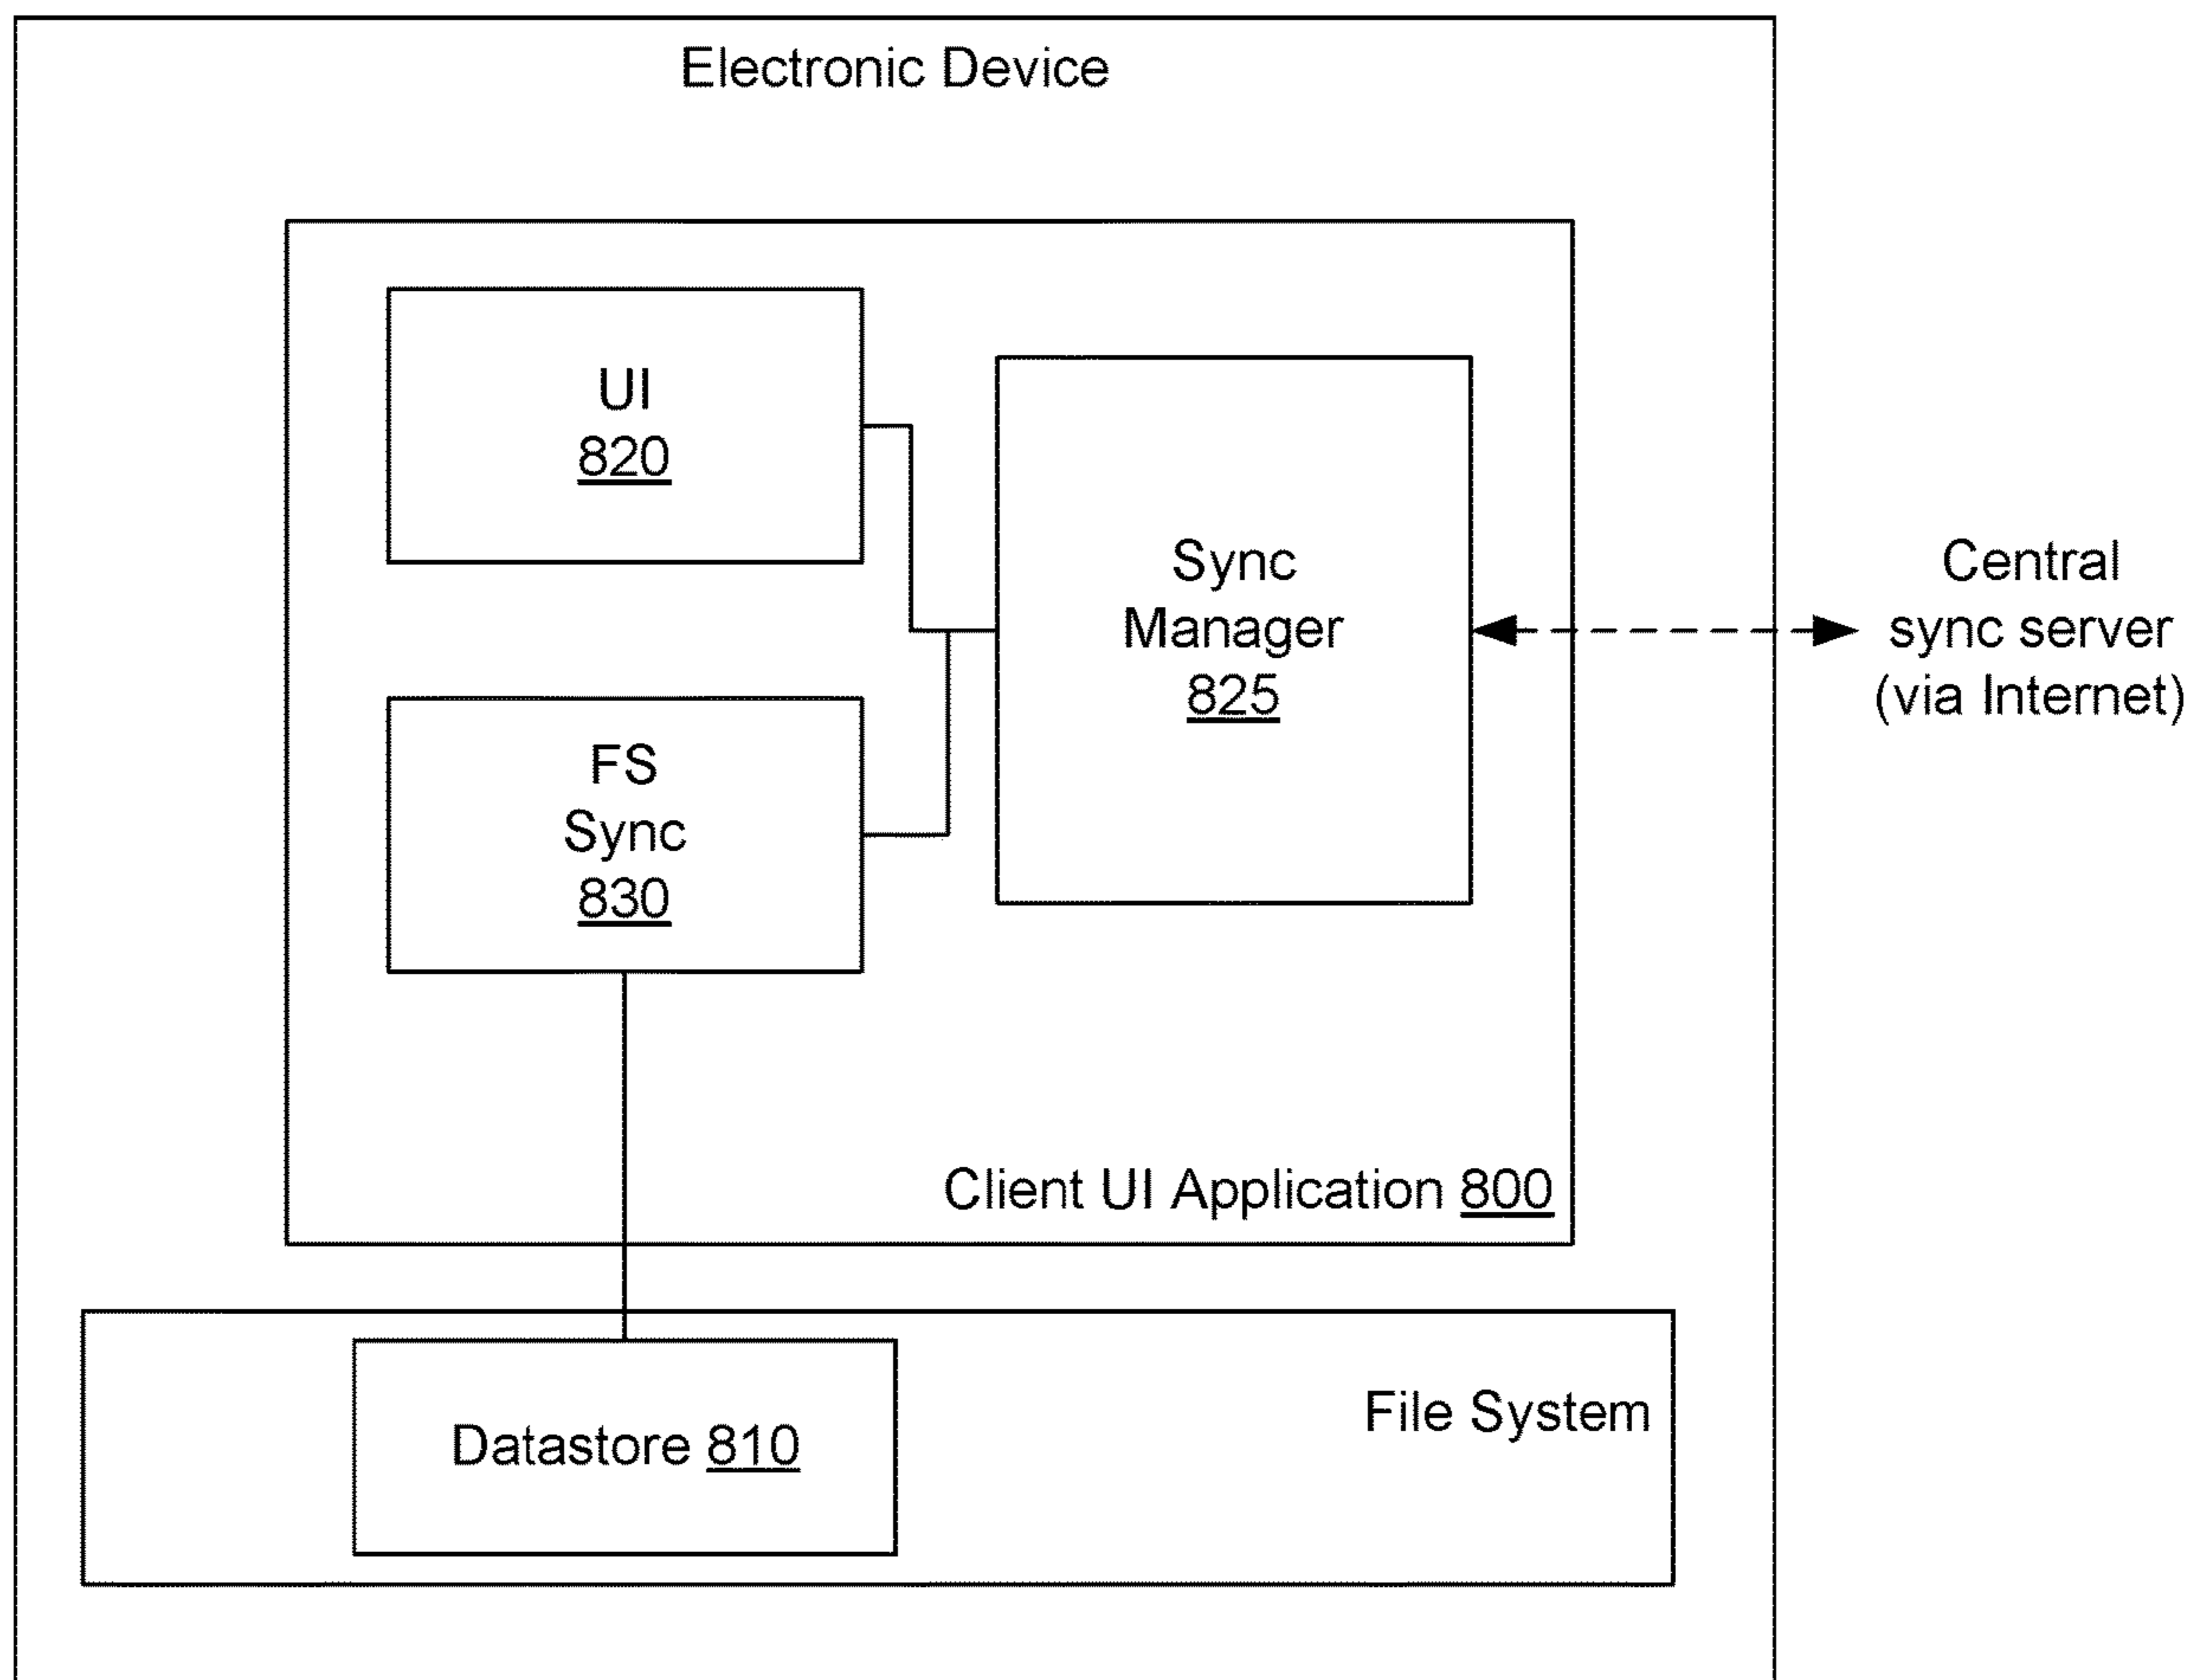 Electronic Device
UI
820
Sync
Manager
825
Central
sync server
(via Internet)
FS
Sync
830
Client UI Application 800
File System
Datastore 810